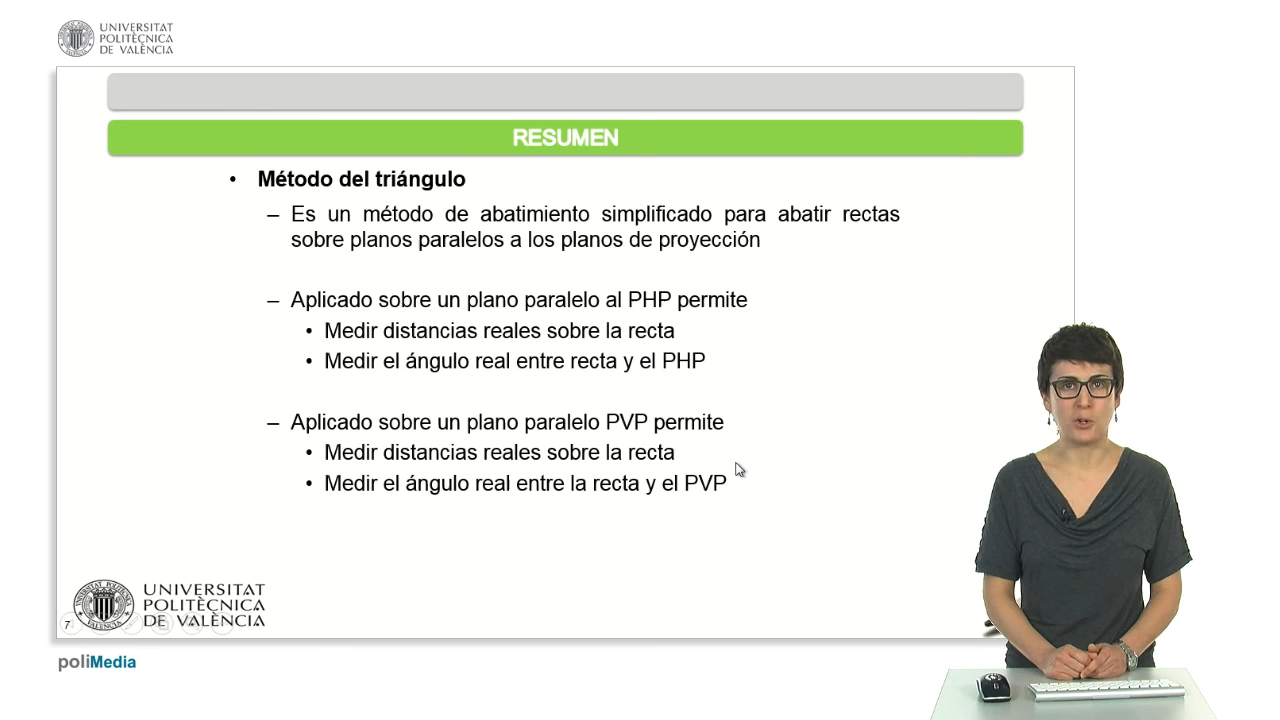 UNIVERSITAT
POLITÈCNICA
DE VALÈNCIA
RESUMEN
• Método del triángulo
– Es un método de abatimiento simplificado para abatir rectas
sobre planos paralelos a los planos de proyección
– Aplicado sobre un plano paralelo al PHP permite
• Medir distancias reales sobre la recta
• Medir el ángulo real entre recta y el PHP
– Aplicado sobre un plano paralelo PVP permite
• Medir distancias reales sobre la recta
• Medir el ángulo real entre la recta y el PVP
UNIVERSITAT
POLITÈCNICA
DE VALÈNCIA
7
poliMedia